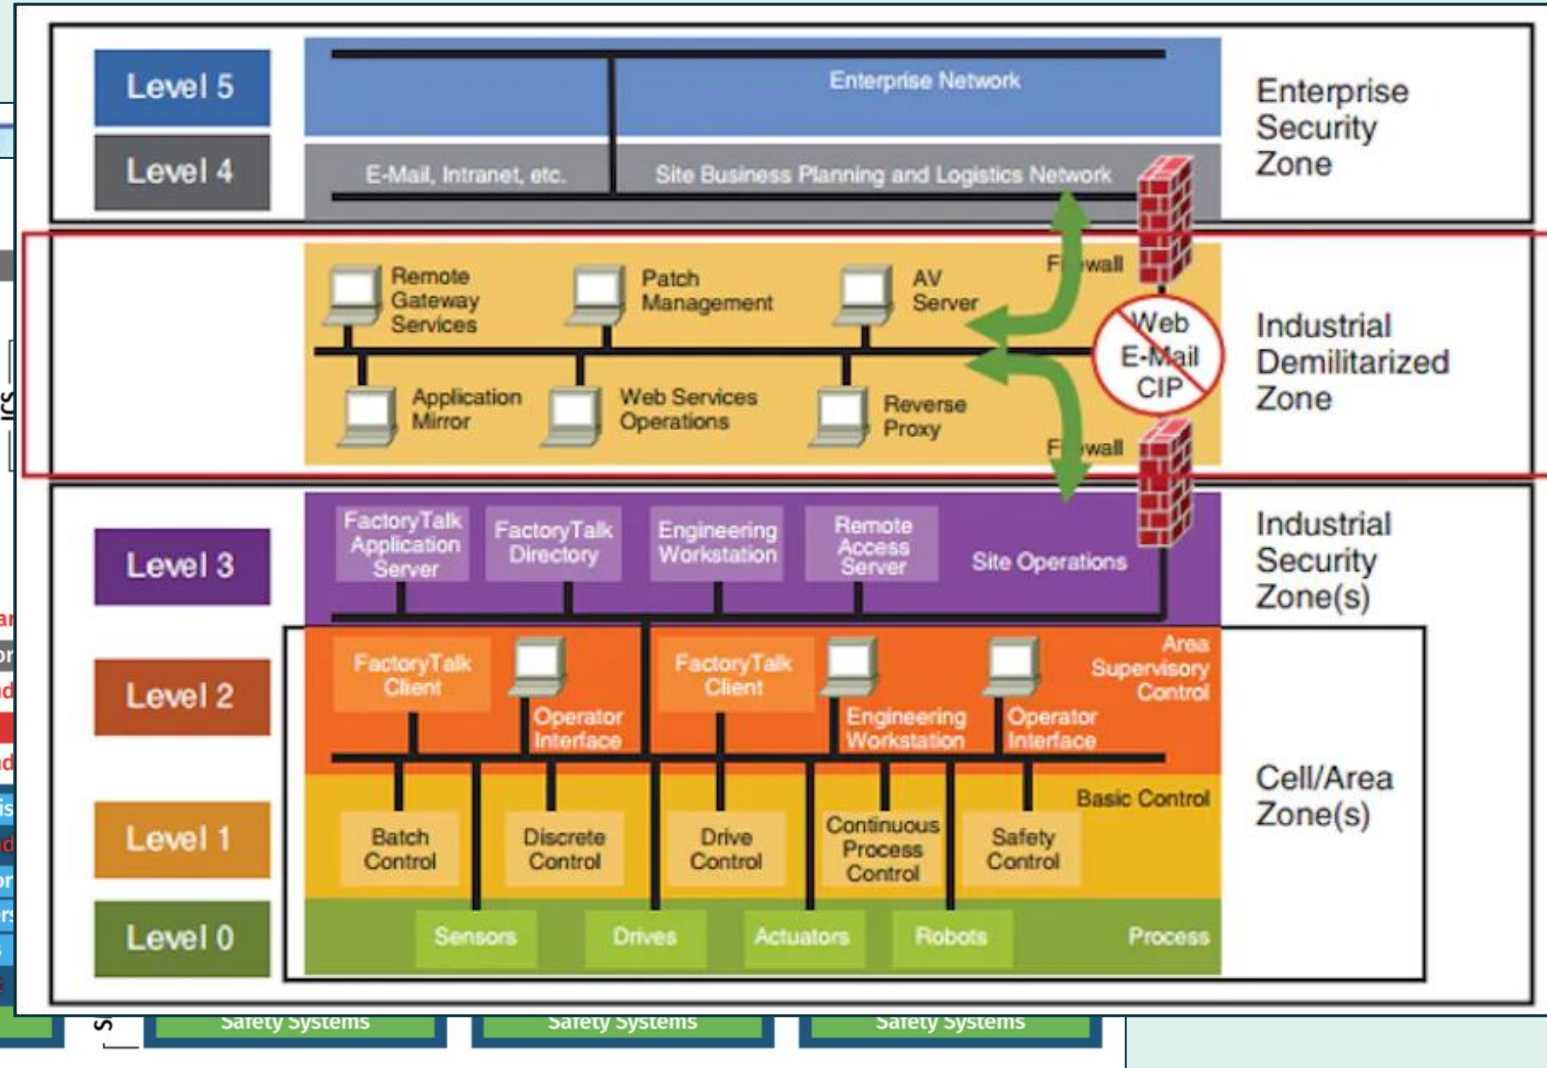 Level 5
Enterprise Network
Enterprise
Security
Zone
Level 4
E-Mail, Intranet, etc.
Site Business Planning and Logistics Network
Remote
Gateway
Services
Patch
Management
AV
Server
Firewall
Web
E-Mail
CIP
Industrial
Demilitarized
Zone
Application
Mirror
Web Services
Operations
Reverse
Proxy
Firewall
ICS
Level 3
FactoryTalk
Application
Server
FactoryTalk
Directory
Engineering
Workstation
Remote
Access
Server
Site Operations
Industrial
Security
Zone(s)
Level 2
FactoryTalk
Client
Operator
Interface
FactoryTalk
Client
Engineering
Workstation
Operator
Interface
Area
Supervisory
Control
Cell/Area
Zone(s)
Level 1
Basic Control
Batch
Control
Discrete
Control
Drive
Control
Continuous
Process
Control
Safety
Control
Level 0
Sensors
Drives
Actuators
Robots
Process
Safety Systems
Safety Systems
Safety Systems